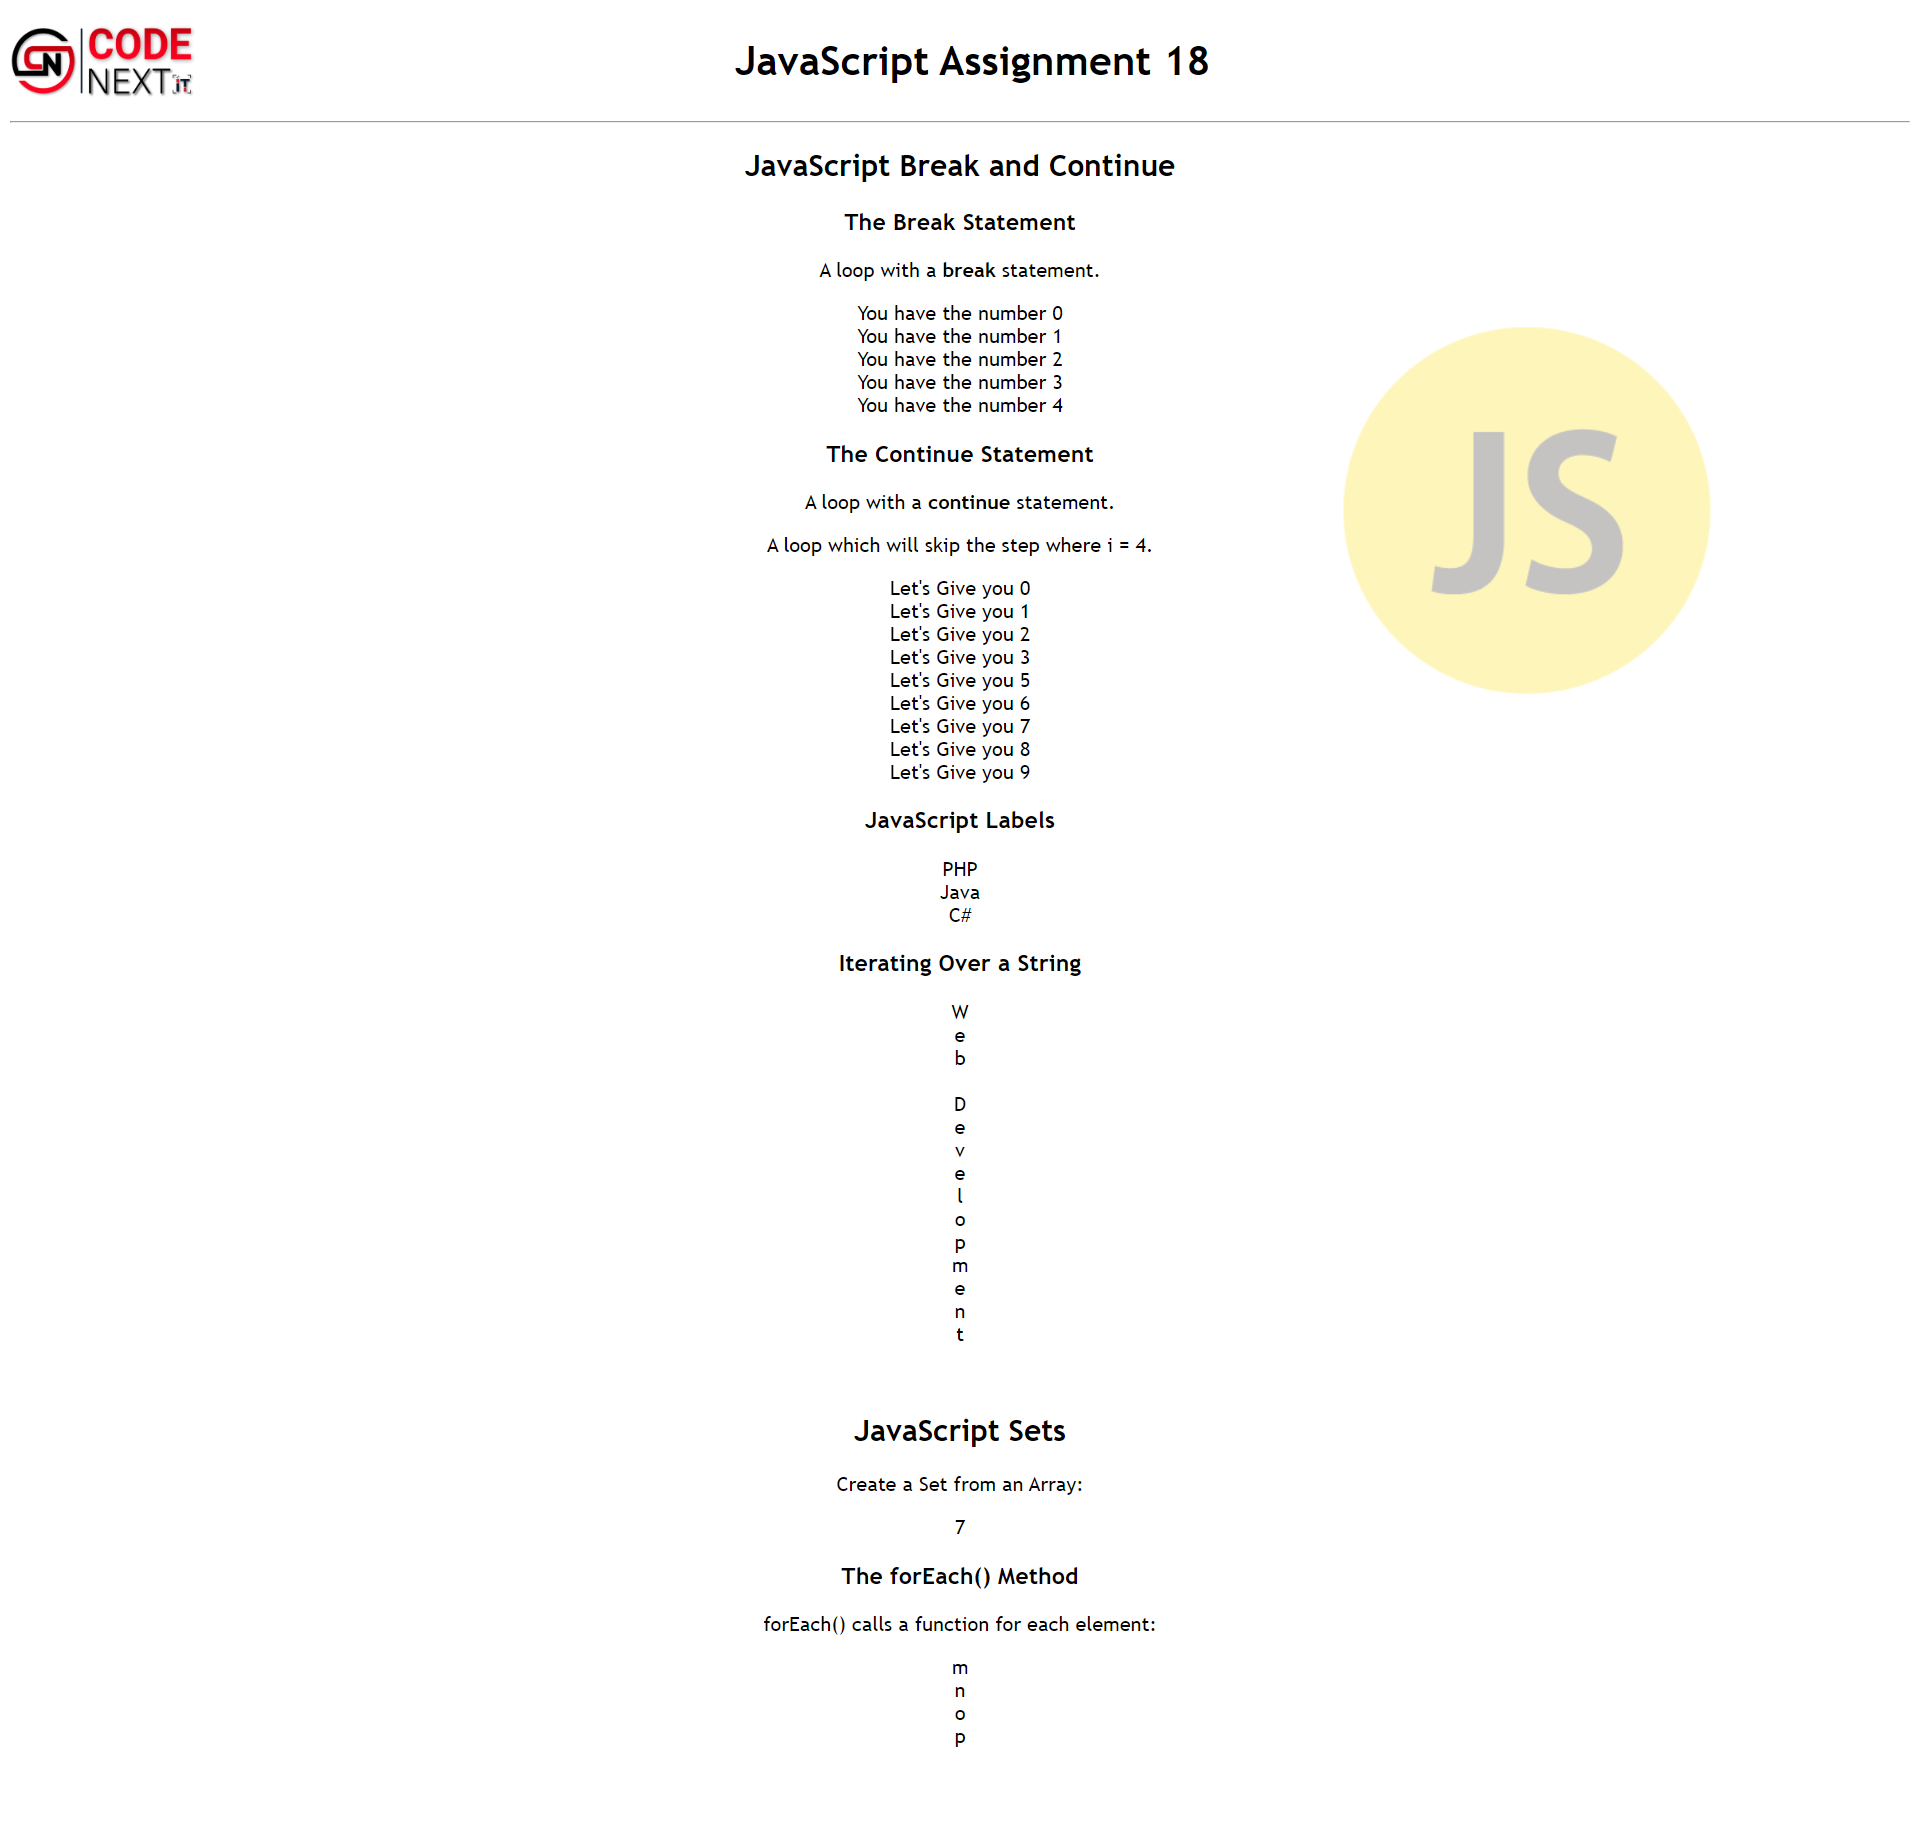 CODE
NEXT iT
JavaScript Assignment 18
JavaScript Break and Continue
The Break Statement
A loop with a break statement.
You have the number 0
You have the number 1
You have the number 2
You have the number 3
You have the number 4
The Continue Statement
A loop with a continue statement.
A loop which will skip the step where i = 4.
Let's Give you 0
Let's Give you 1
Let's Give you 2
Let's Give you 3
Let's Give you 5
Let's Give you 6
Let's Give you 7
Let's Give you 8
Let's Give you 9
JS
JavaScript Labels
PHP
Java
C#
Iterating Over a String
W
e
b
D
e
v
e
l
o
p
m
e
n
t
JavaScript Sets
Create a Set from an Array:
7
The forEach() Method
forEach() calls a function for each element:
m
n
o
p